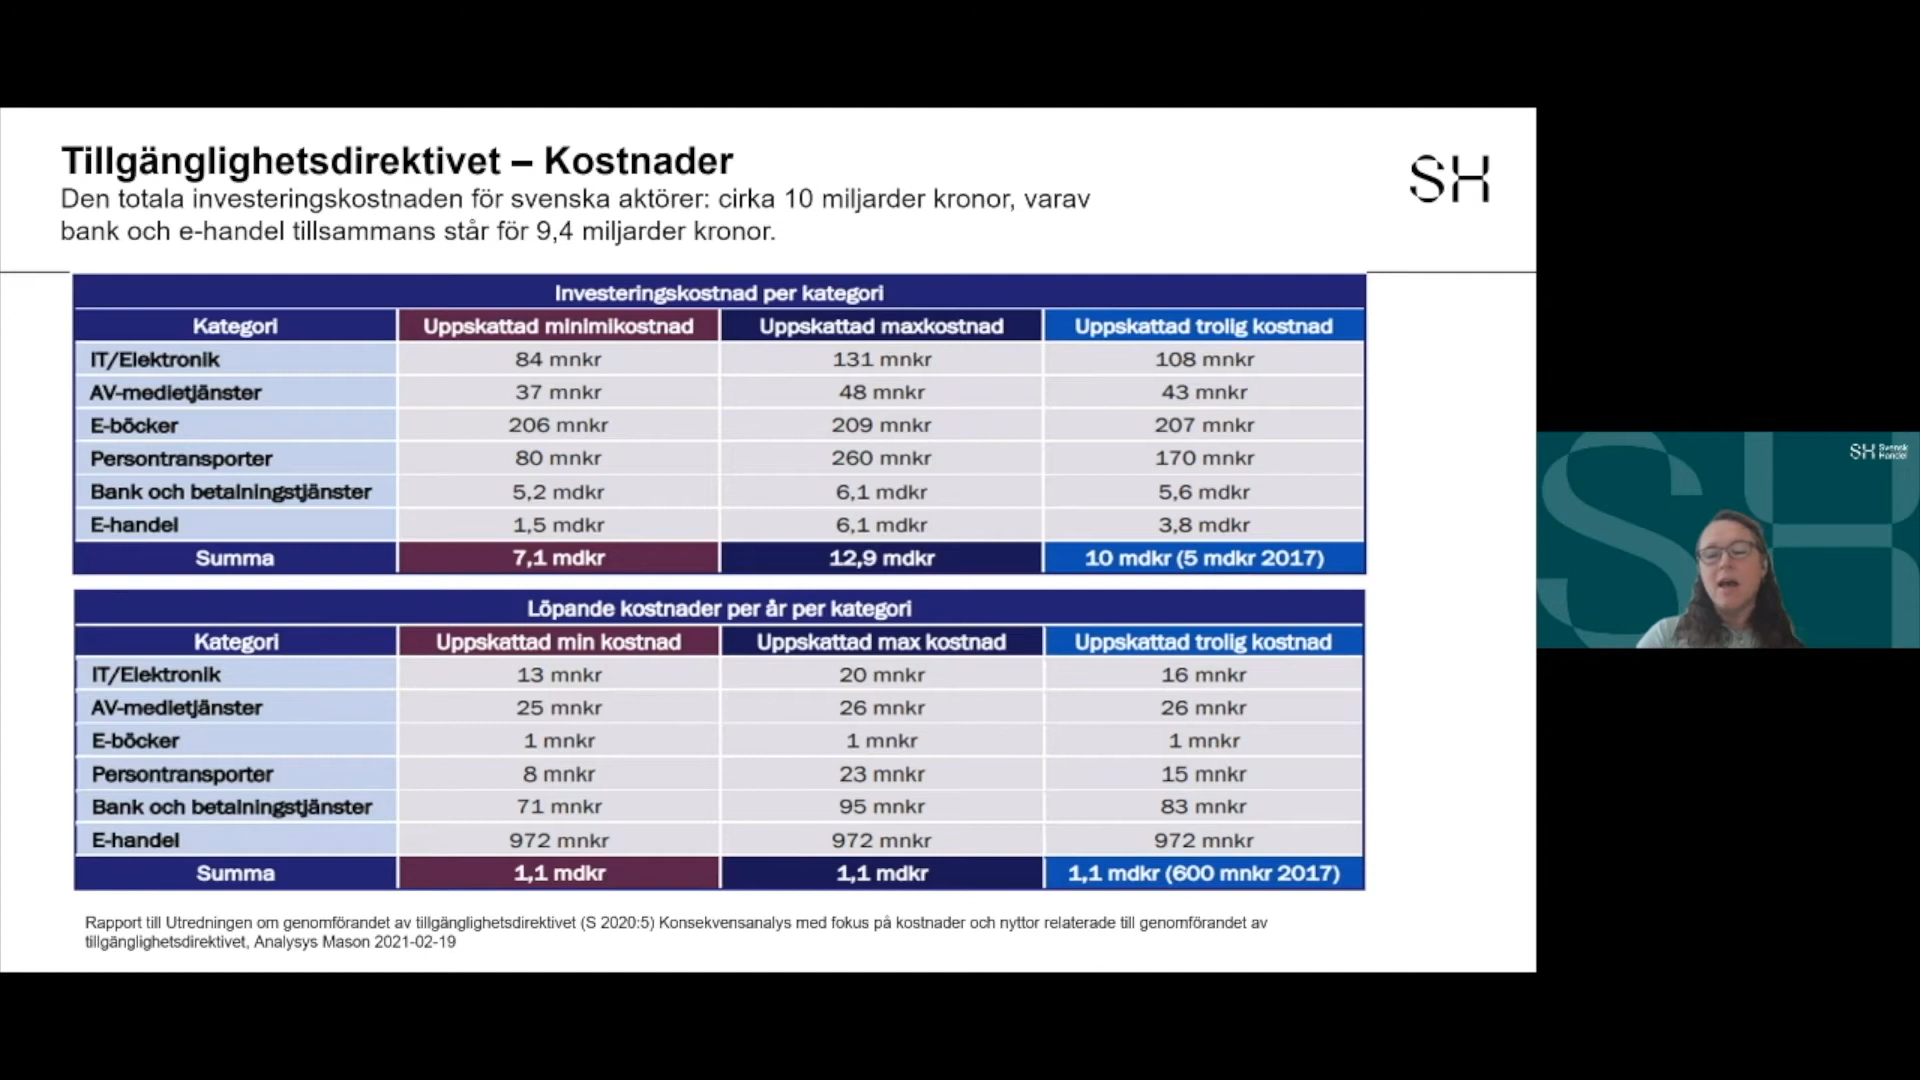 Tillgänglighetsdirektivet – Kostnader
Den totala investeringskostnaden för svenska aktörer: cirka 10 miljarder kronor, varav
bank och e-handel tillsammans står för 9,4 miljarder kronor.
SH
Investeringskostnad per kategori
Kategori Uppskattad minimikostnad Uppskattad maxkostnad Uppskattad trolig kostnad
IT/Elektronik 84 mnkr 131 mnkr 108 mnkr
AV-medietjänster 37 mnkr 48 mnkr 43 mnkr
E-böcker 206 mnkr 209 mnkr 207 mnkr
Persontransporter 80 mnkr 260 mnkr 170 mnkr
Bank och betalningstjänster 5,2 mdkr 6,1 mdkr 5,6 mdkr
E-handel 1,5 mdkr 6,1 mdkr 3,8 mdkr
Summa 7,1 mdkr 12,9 mdkr 10 mdkr (5 mdkr 2017)
Löpande kostnader per år per kategori
Kategori Uppskattad min kostnad Uppskattad max kostnad Uppskattad trolig kostnad
IT/Elektronik 13 mnkr 20 mnkr 16 mnkr
AV-medietjänster 25 mnkr 26 mnkr 26 mnkr
E-böcker 1 mnkr 1 mnkr 1 mnkr
Persontransporter 8 mnkr 23 mnkr 15 mnkr
Bank och betalningstjänster 71 mnkr 95 mnkr 83 mnkr
E-handel 972 mnkr 972 mnkr 972 mnkr
Summa 1,1 mdkr 1,1 mdkr 1,1 mdkr (600 mnkr 2017)
Rapport till Utredningen om genomförandet av tillgänglighetsdirektivet (S 2020:5) Konsekvensanalys med fokus på kostnader och nyttor relaterade till genomförandet av
tillgänglighetsdirektivet, Analysys Mason 2021-02-19
SH Svensk
Handel